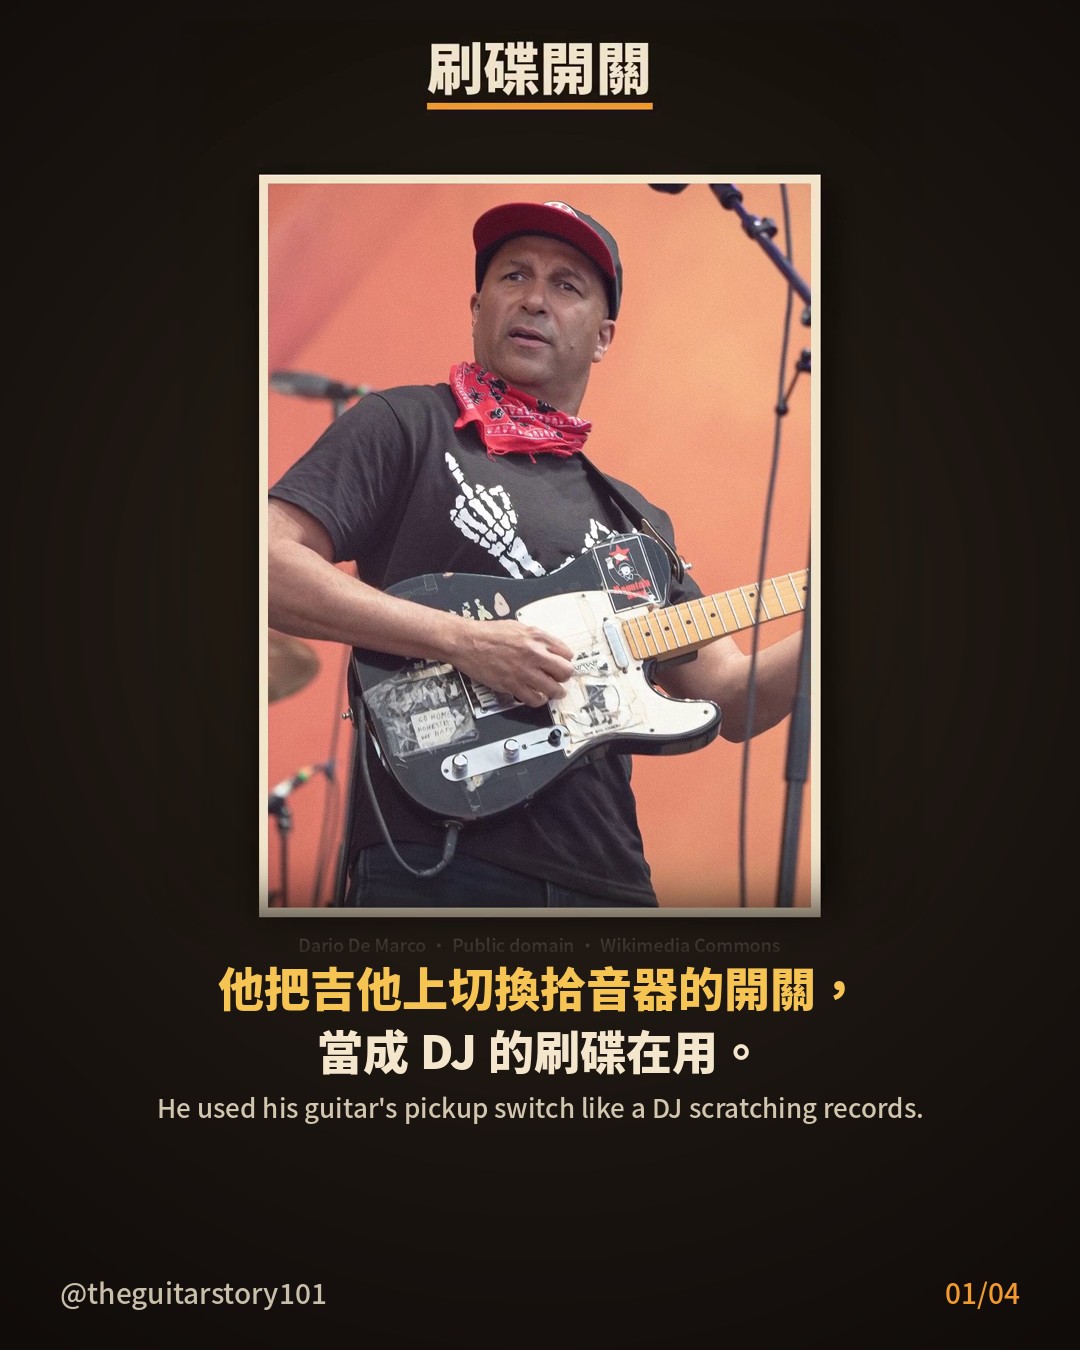 刷碟開關
Dario De Marco • Public domain • Wikimedia Commons
他把吉他上切換拾音器的開關，
當成 DJ 的刷碟在用。
He used his guitar's pickup switch like a DJ scratching records.
@theguitarstory101
01/04